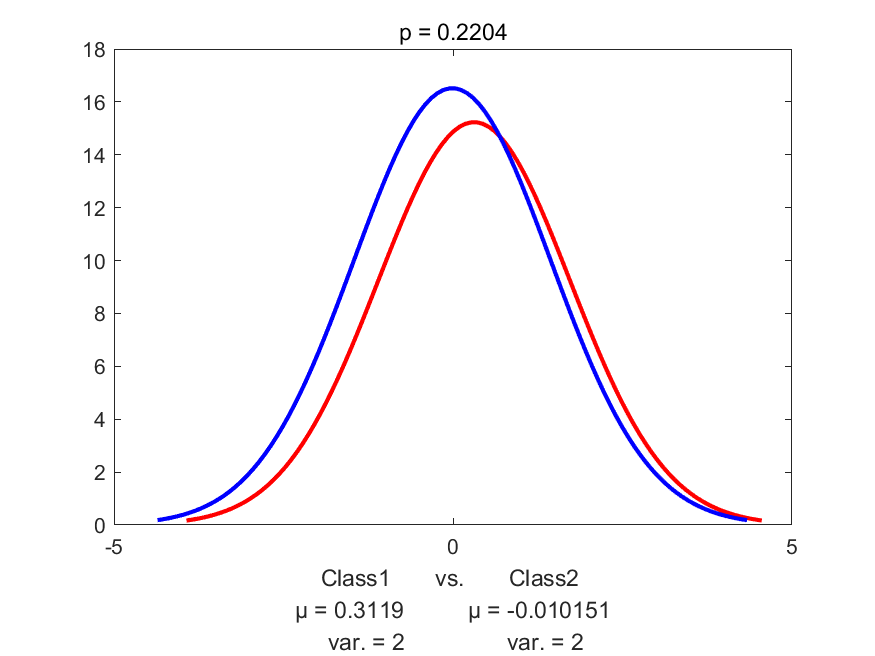 p = 0.2204
18
16
14
12
10
8
6
4
2
0
-5 0 5
Class1 vs. Class2
μ = 0.3119 μ = -0.010151
var. = 2 var. = 2